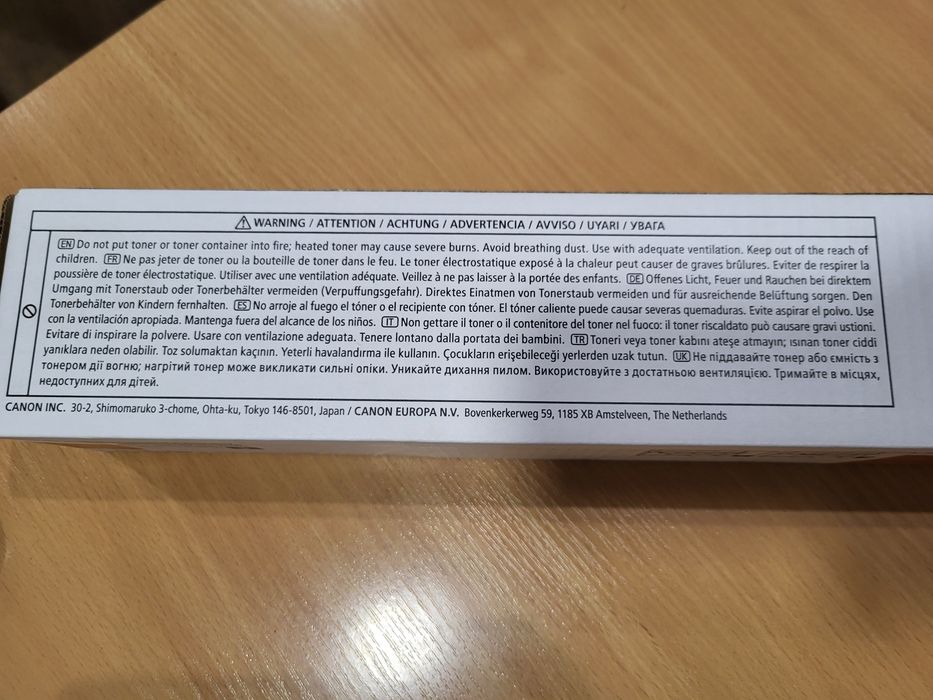 ⚠ WARNING / ATTENTION / ACHTUNG / ADVERTENCIA / AVVISO / UYARI / УВАГА
EN Do not put toner or toner container into fire; heated toner may cause severe burns. Avoid breathing dust. Use with adequate ventilation. Keep out of the reach of
children. FR Ne pas jeter de toner ou la bouteille de toner dans le feu. Le toner électrostatique exposé à la chaleur peut causer de graves brûlures. Eviter de respirer la
poussière de toner électrostatique. Utiliser avec une ventilation adéquate. Veillez à ne pas laisser à la portée des enfants. DE Offenes Licht, Feuer und Rauchen bei direktem
Umgang mit Tonerstaub oder Tonerbehälter vermeiden (Verpuffungsgefahr). Direktes Einatmen von Tonerstaub vermeiden und für ausreichende Belüftung sorgen. Den
Tonerbehälter von Kindern fernhalten. ES No arroje al fuego el tóner o el recipiente con tóner. El tóner caliente puede causar severas quemaduras. Evite aspirar el polvo. Use
con la ventilación apropiada. Mantenga fuera del alcance de los niños. IT Non gettare il toner o il contenitore del toner nel fuoco: il toner riscaldato può causare gravi ustioni.
Evitare di inspirare la polvere. Usare con ventilazione adeguata. Tenere lontano dalla portata dei bambini. TR Toneri veya toner kabını ateşe atmayın; ısınan toner ciddi
yanıklara neden olabilir. Toz solumaktan kaçının. Yeterli havalandırma ile kullanın. Çocukların erişebileceği yerlerden uzak tutun. UK Не піддавайте тонер або ємність з
тонером дії вогню; нагрітий тонер може викликати сильні опіки. Уникайте дихання пилом. Використовуйте з достатньою вентиляцією. Тримайте в місцях,
недоступних для дітей.
CANON INC. 30-2, Shimomaruko 3-chome, Ohta-ku, Tokyo 146-8501, Japan / CANON EUROPA N.V. Bovenkerkerweg 59, 1185 XB Amstelveen, The Netherlands